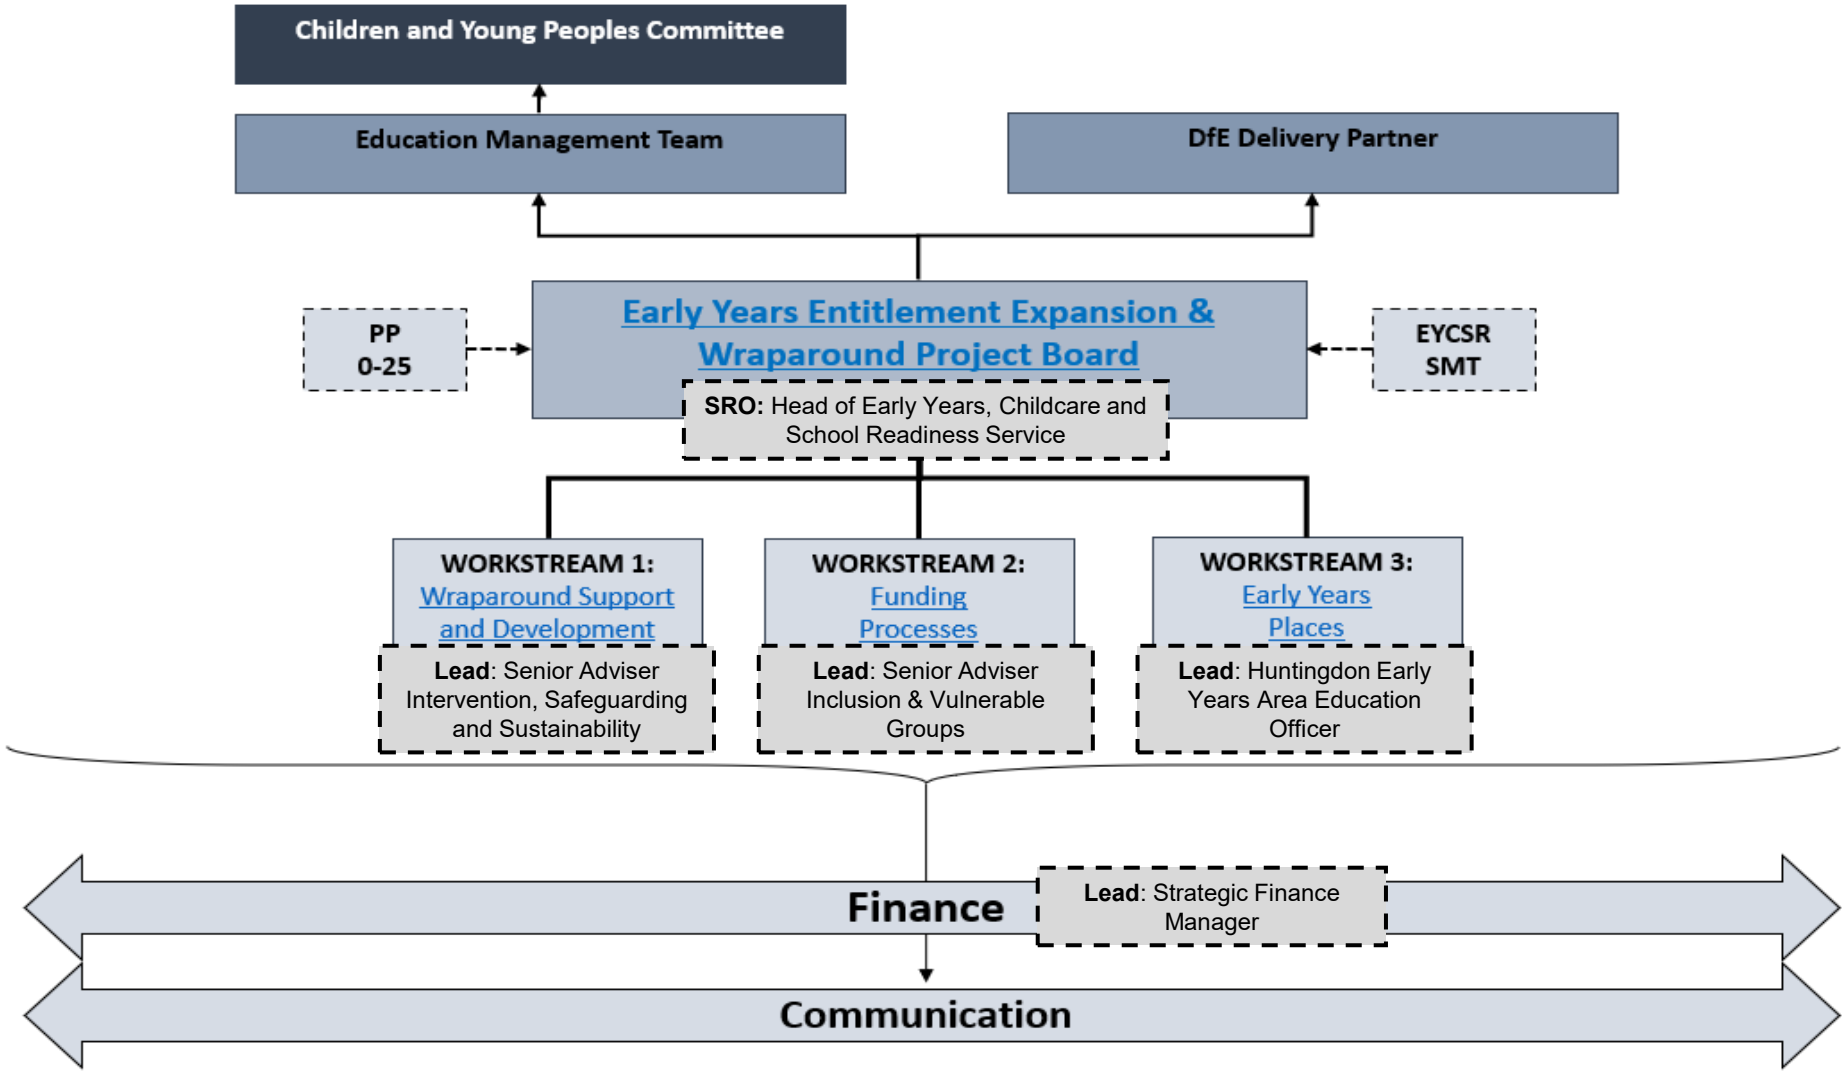 Children and Young Peoples Committee
Education Management Team
DfE Delivery Partner
PP
0-25
Early Years Entitlement Expansion &
Wraparound Project Board
EYCSR
SMT
SRO: Head of Early Years, Childcare and
School Readiness Service
WORKSTREAM 1:
Wraparound Support
and Development
Lead: Senior Adviser
Intervention, Safeguarding
and Sustainability
WORKSTREAM 2:
Funding
Processes
Lead: Senior Adviser
Inclusion & Vulnerable
Groups
WORKSTREAM 3:
Early Years
Places
Lead: Huntingdon Early
Years Area Education
Officer
Finance
Lead: Strategic Finance
Manager
Communication